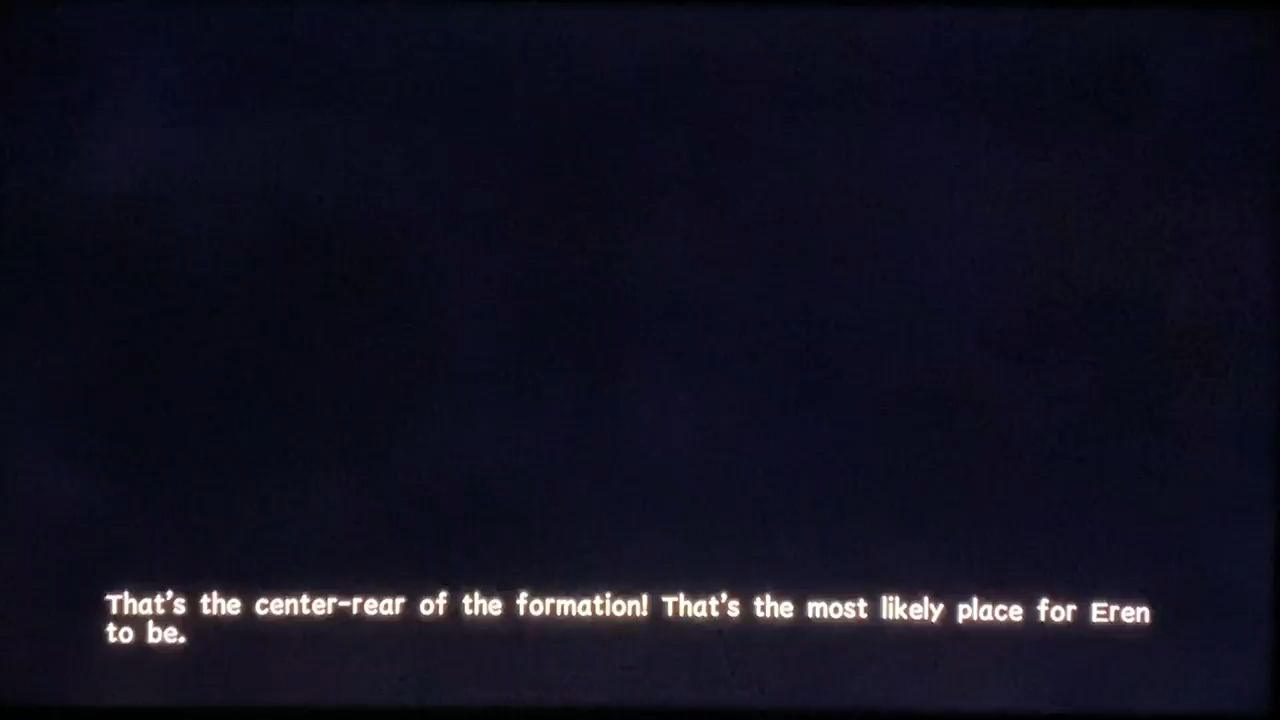 That's the center-rear of the formation! That's the most likely place for Eren
to be.